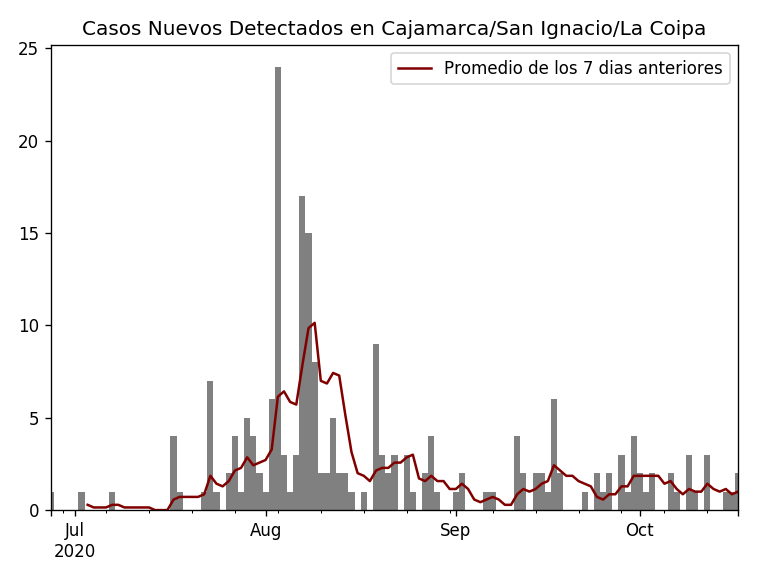 Casos Nuevos Detectados en Cajamarca/San Ignacio/La Coipa
Promedio de los 7 dias anteriores
25
20
15
10
5
0
Jul Aug Sep Oct
2020